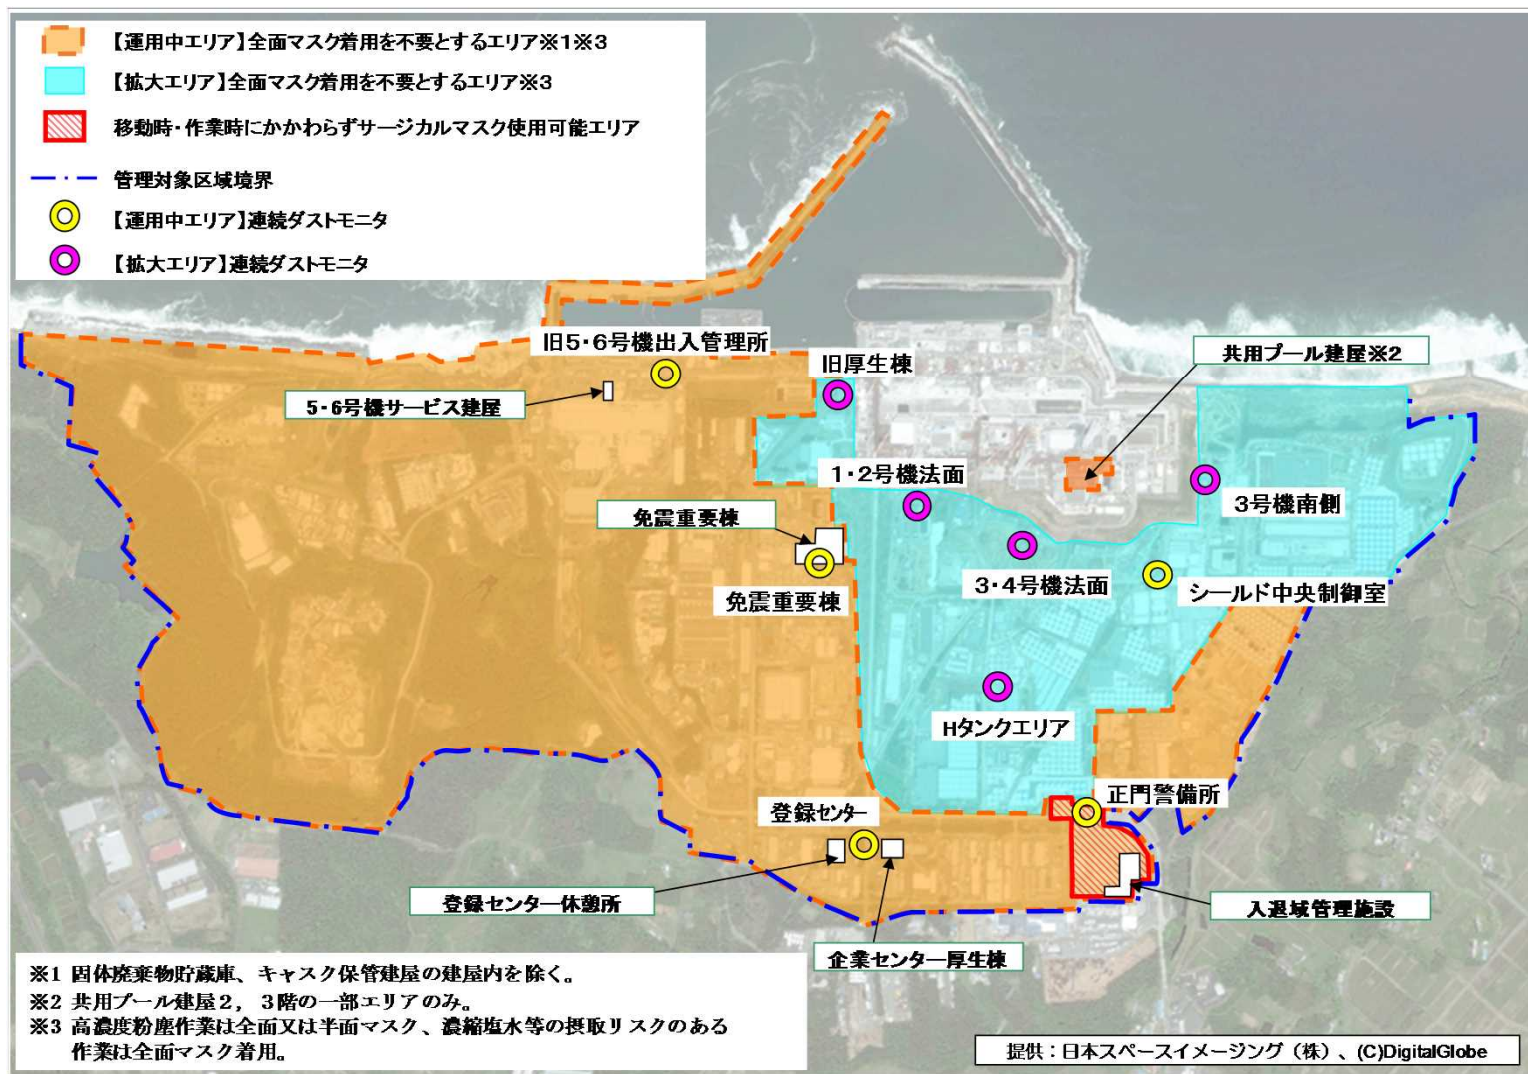 【運用中エリア】全面マスク着用を不要とするエリア※1※3
【拡大エリア】全面マスク着用を不要とするエリア※3
移動時・作業時にかかわらずサージカルマスク使用可能エリア
管理対象区域境界
【運用中エリア】連続ダストモニタ
【拡大エリア】連続ダストモニタ
旧5・6号機出入管理所
共用プール建屋※2
旧厚生棟
5・6号機サービス建屋
1・2号機法面
3号機南側
免震重要棟
3・4号機法面
シールド中央制御室
免震重要棟
Hタンクエリア
正門警備所
登録センター
登録センター休憩所
入退域管理施設
企業センター厚生棟
※1 固体廃棄物貯蔵庫、キャスク保管建屋の建屋内を除く。
※2 共用プール建屋2，3階の一部エリアのみ。
※3 高濃度粉塵作業は全面又は半面マスク、濃縮塩水等の摂取リスクのある
作業は全面マスク着用。
提供：日本スペースイメージング（株）、(C)DigitalGlobe